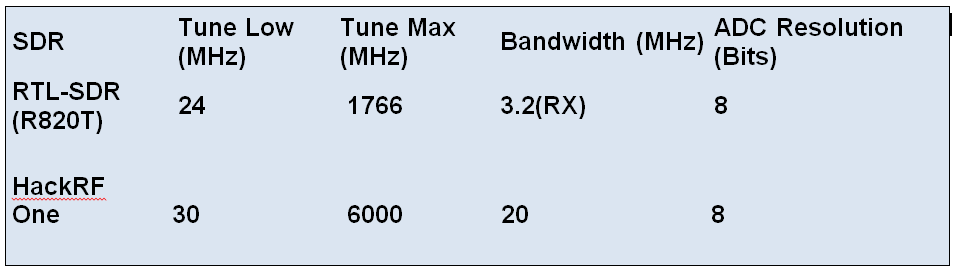 SDR Tune Low (MHz) Tune Max (MHz) Bandwidth (MHz) ADC Resolution (Bits)
RTL-SDR (R820T) 24 1766 3.2(RX) 8
HackRF One 30 6000 20 8